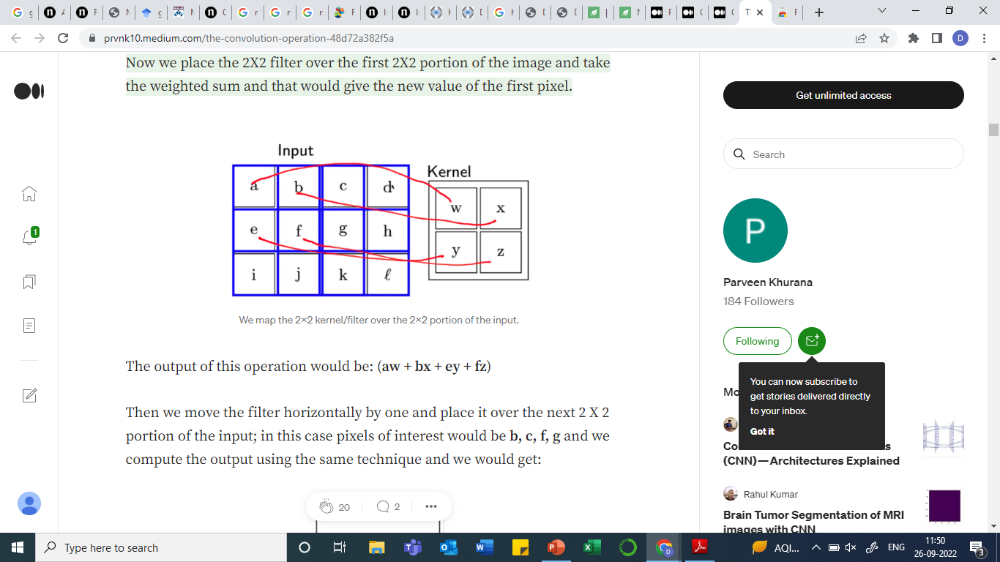 g
A
F
M
g
M
C
r
r
r
F
I
I
H
D
H
D
D
|
N
F
C
C
T
F
prvnk10.medium.com/the-convolution-operation-48d72a382f5a
D
Now we place the 2X2 filter over the first 2X2 portion of the image and take
the weighted sum and that would give the new value of the first pixel.
Input
Kernel
a b c d
e f g h
i j k ℓ
w x
y z
We map the 2×2 kernel/filter over the 2×2 portion of the input.
The output of this operation would be: (aw + bx + ey + fz)
Then we move the filter horizontally by one and place it over the next 2 X 2
portion of the input; in this case pixels of interest would be b, c, f, g and we
compute the output using the same technique and we would get:
20
2
1
Get unlimited access
Search
P
Parveen Khurana
184 Followers
Following
You can now subscribe to
get stories delivered directly
to your inbox.
Got it
Mo
Co s
(CNN) — Architectures Explained
Rahul Kumar
Brain Tumor Segmentation of MRI
images with CNN
Type here to search
AQI...
ENG
11:50
26-09-2022
3